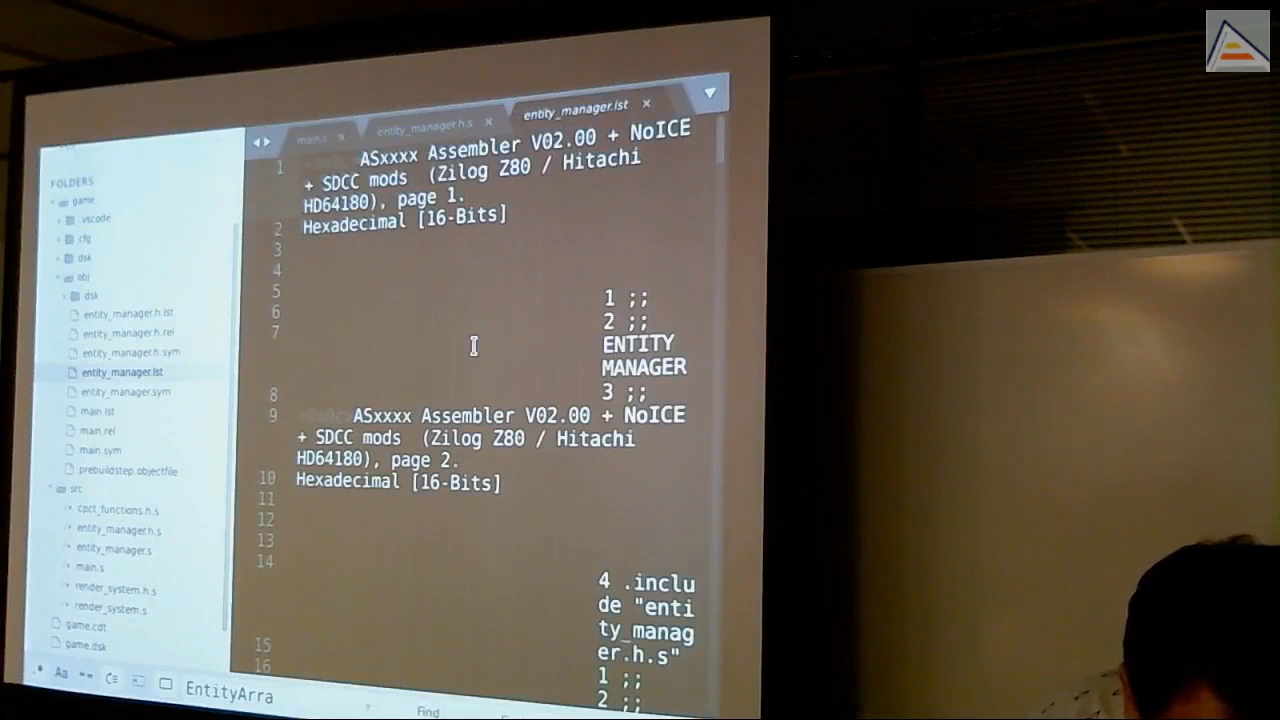 FOLDERS
game
.vscode
cfg
dsk
obj
dsk
entity_manager.h.lst
entity_manager.h.rel
entity_manager.h.sym
entity_manager.lst
entity_manager.sym
main.lst
main.rel
main.sym
prebuildstep.objectfile
src
cpct_functions.h.s
entity_manager.h.s
entity_manager.s
main.s
render_system.h.s
render_system.s
game.cdt
game.dsk
main.s × entity_manager.h.s × entity_manager.lst ×
1 ASxxxx Assembler V02.00 + NoICE
+ SDCC mods (Zilog Z80 / Hitachi
HD64180), page 1.
2 Hexadecimal [16-Bits]
3
4
5 1 ;;
6 2 ;;
7 ENTITY
MANAGER
8 3 ;;
9 ASxxxx Assembler V02.00 + NoICE
+ SDCC mods (Zilog Z80 / Hitachi
HD64180), page 2.
10 Hexadecimal [16-Bits]
11
12
13
14
4 .inclu
de "enti
ty_manag
er.h.s"
15 1 ;;
16 2 ;;
.* Aa "" EntityArra
Find